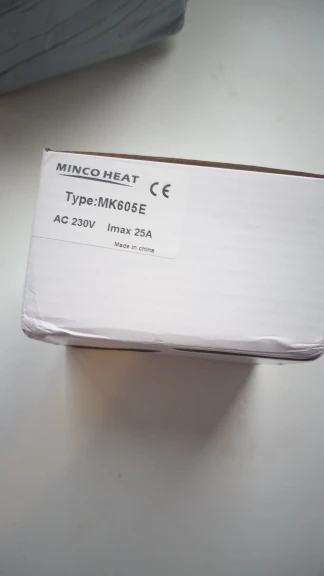 MINCO HEAT
CE
Type:MK605E
AC 230V Imax 25A
Made in china